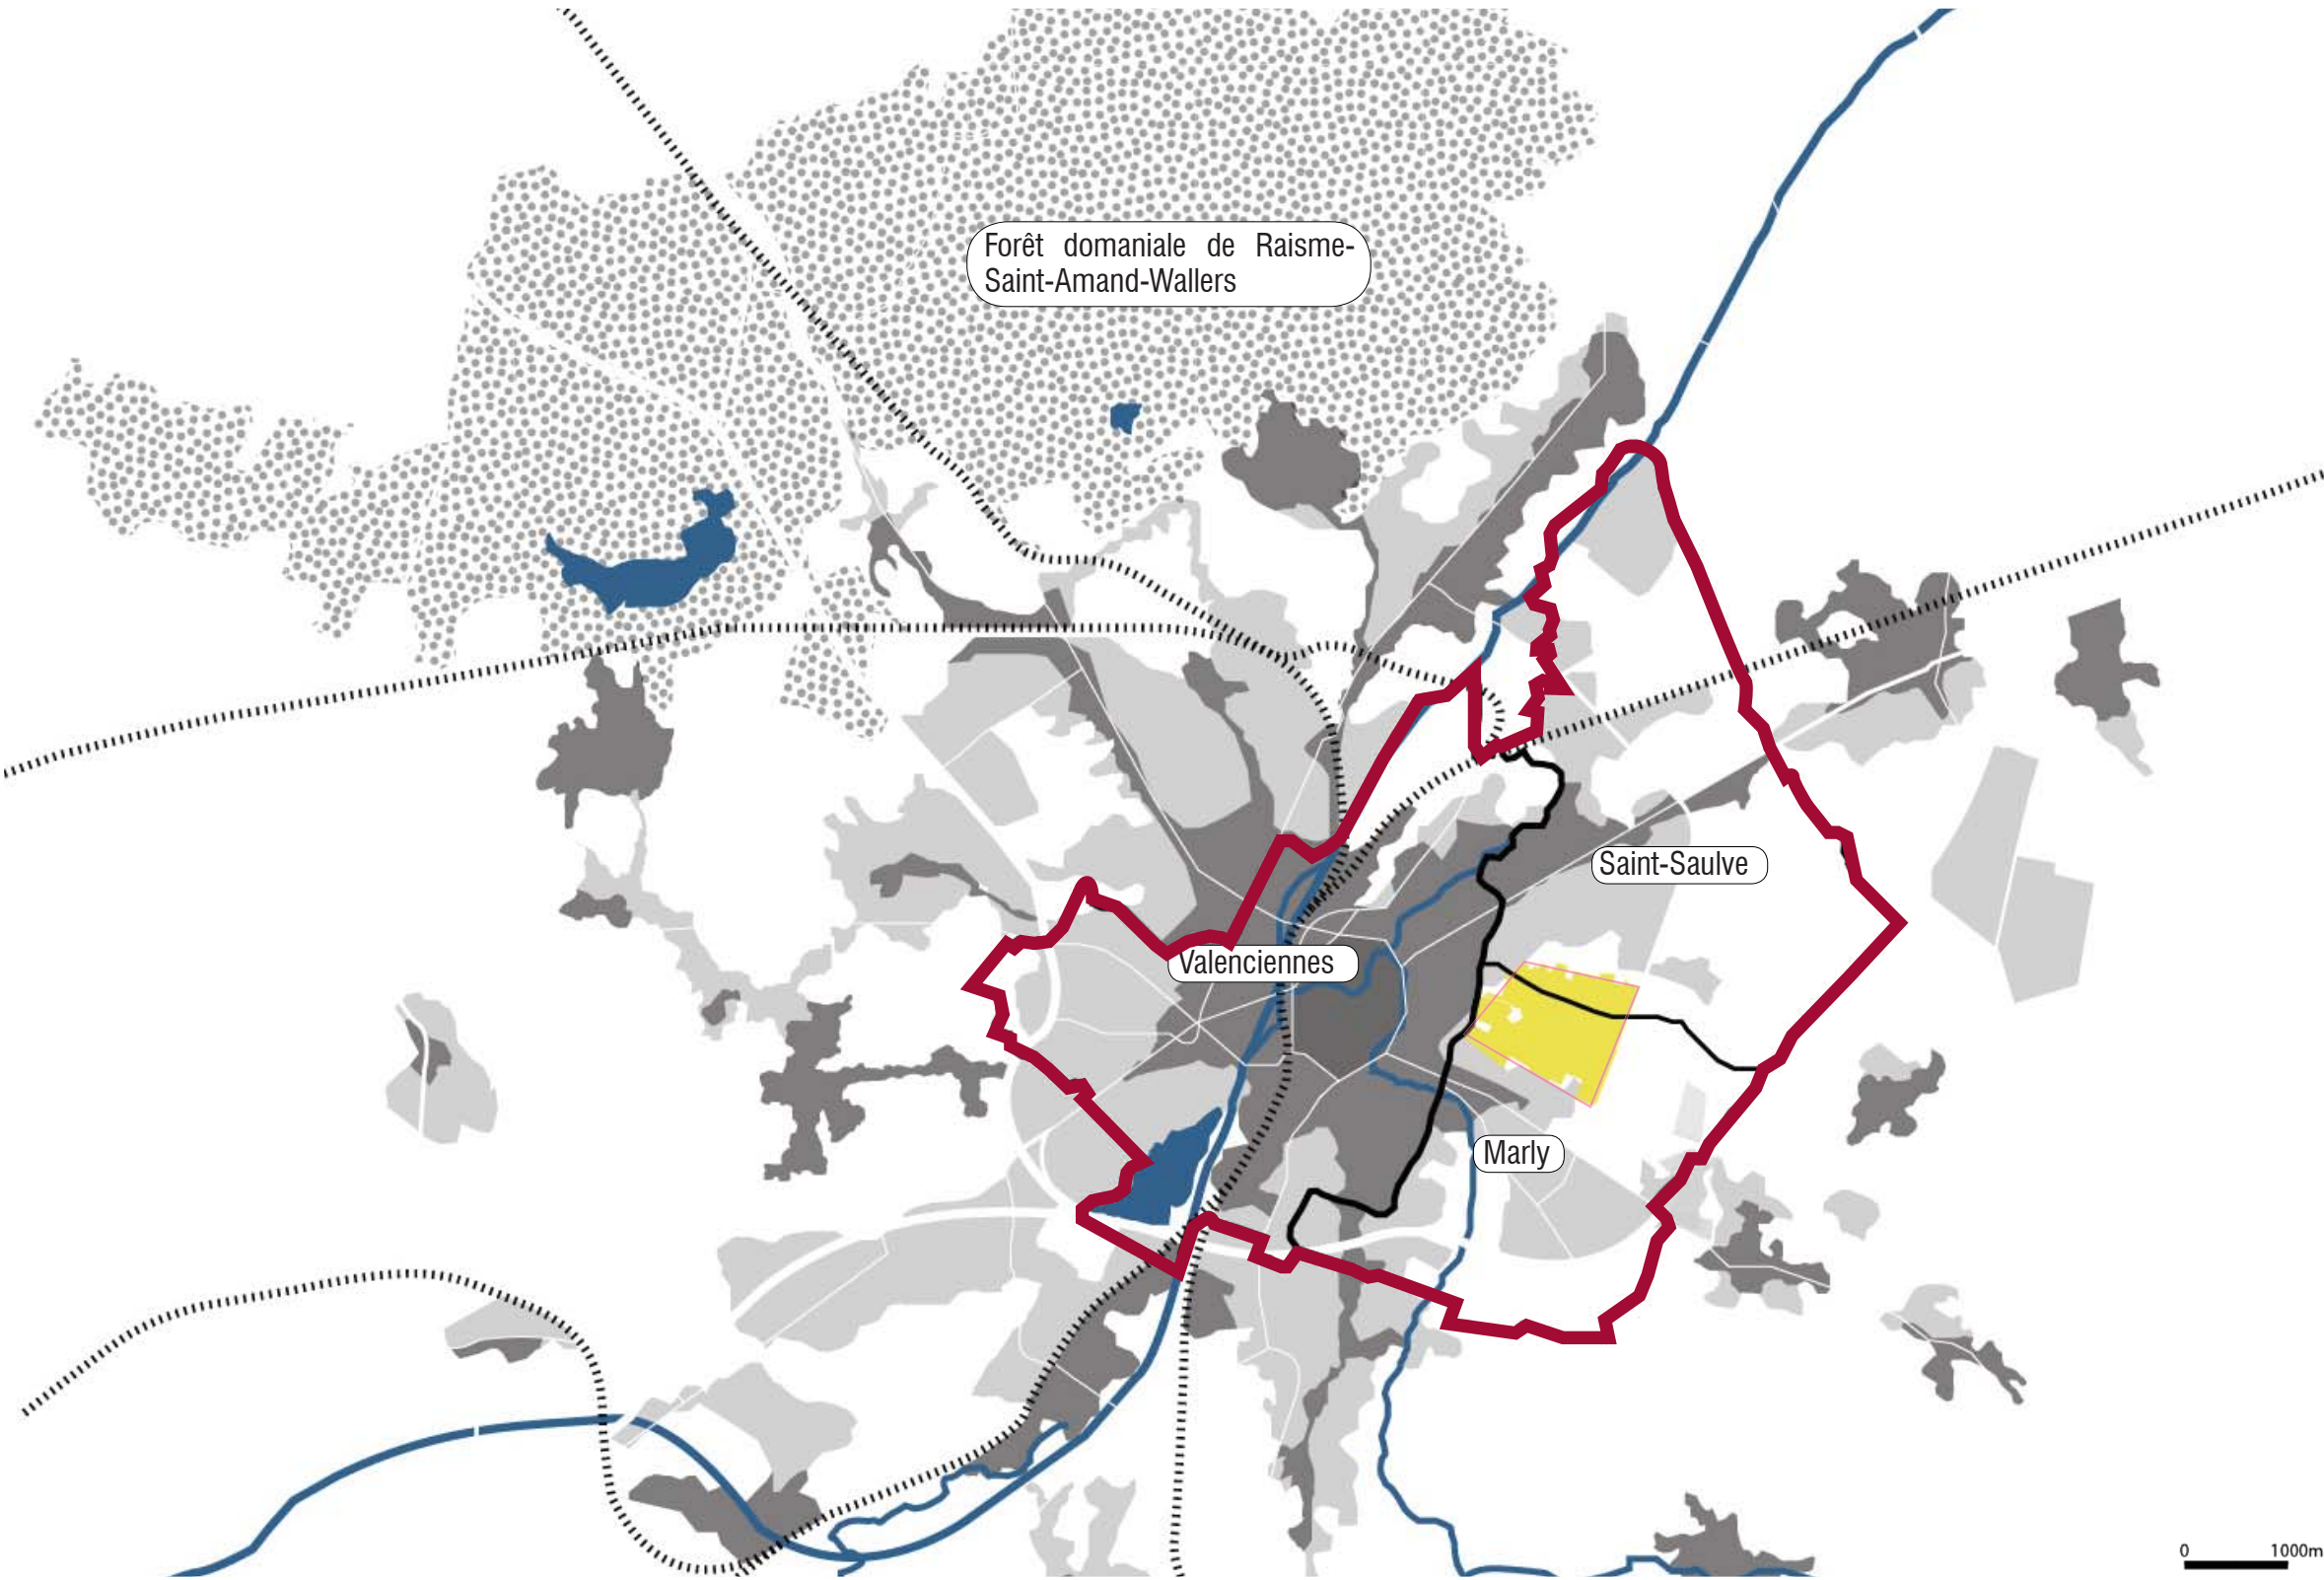 Forêt domaniale de Raisme-
Saint-Amand-Wallers
Saint-Saulve
Valenciennes
Marly
0 1000m